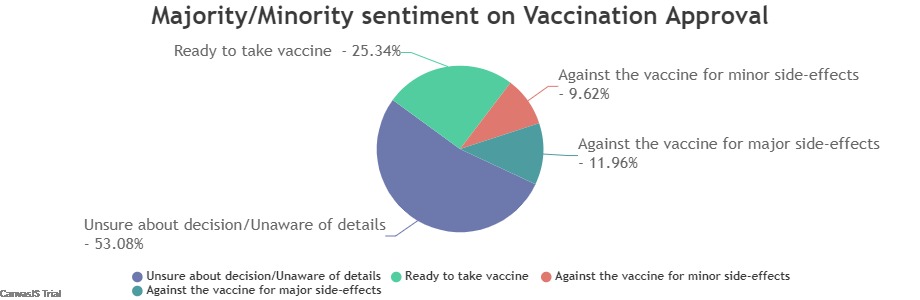 Majority/Minority sentiment on Vaccination Approval
Ready to take vaccine - 25.34%
Against the vaccine for minor side-effects
- 9.62%
Against the vaccine for major side-effects
- 11.96%
Unsure about decision/Unaware of details
- 53.08%
Unsure about decision/Unaware of details Ready to take vaccine Against the vaccine for minor side-effects
Against the vaccine for major side-effects
CanvasJS Trial